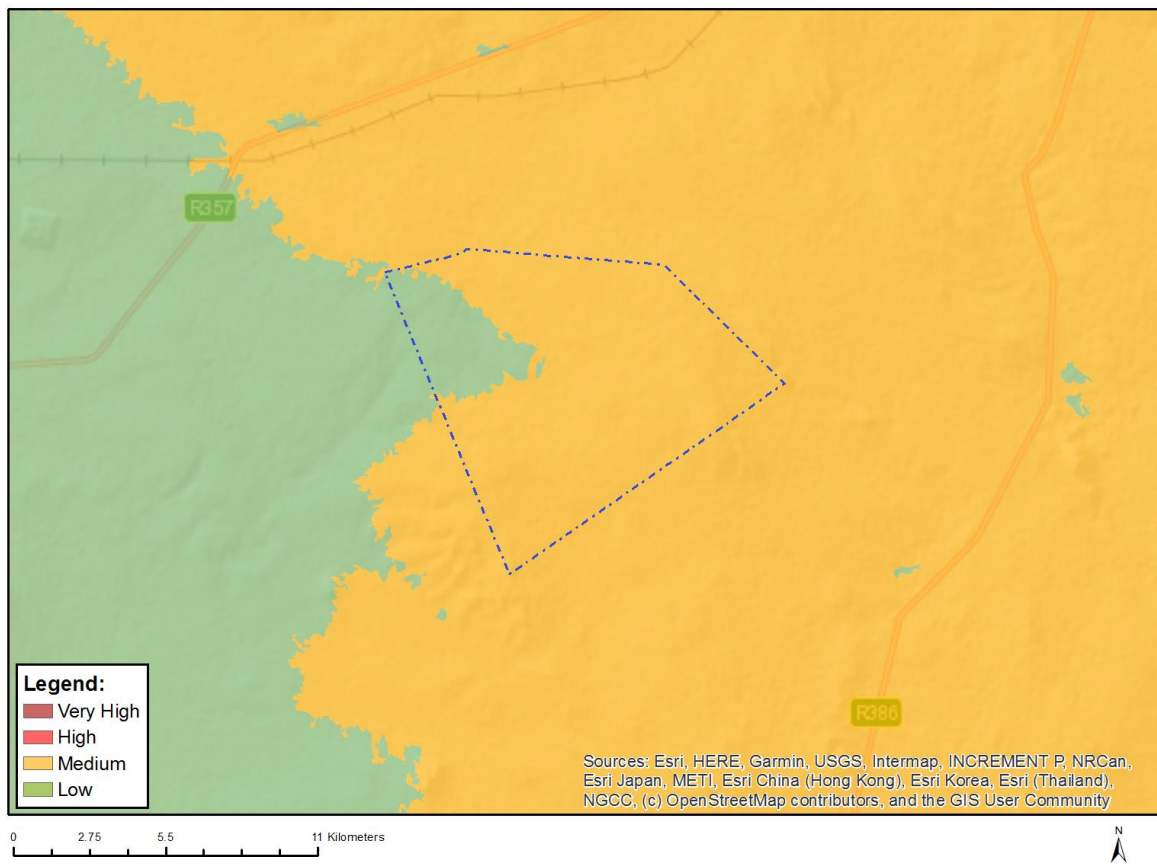 R357
R386
Legend:
Very High
High
Medium
Low
Sources: Esri, HERE, Garmin, USGS, Intermap, INCREMENT P, NRCan,
Esri Japan, METI, Esri China (Hong Kong), Esri Korea, Esri (Thailand),
NGCC, (c) OpenStreetMap contributors, and the GIS User Community
0 2.75 5.5 11 Kilometers
N